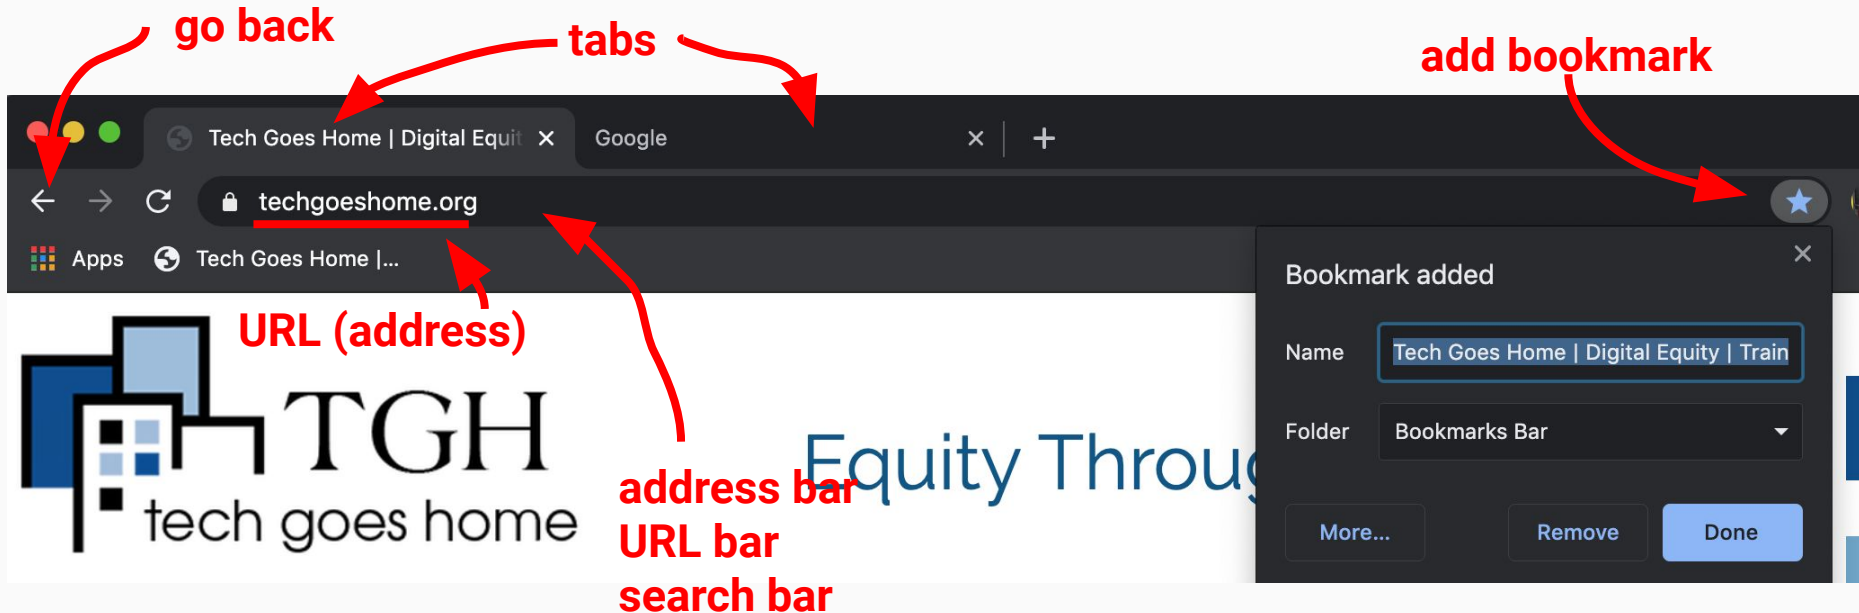 go back
tabs
add bookmark
Tech Goes Home | Digital Equit
Google
techgoeshome.org
Apps
Tech Goes Home |...
Bookmark added
URL (address)
Name
Tech Goes Home | Digital Equity | Train
TGH
tech goes home
Folder
Bookmarks Bar
Equity Throug
address bar
URL bar
search bar
More...
Remove
Done